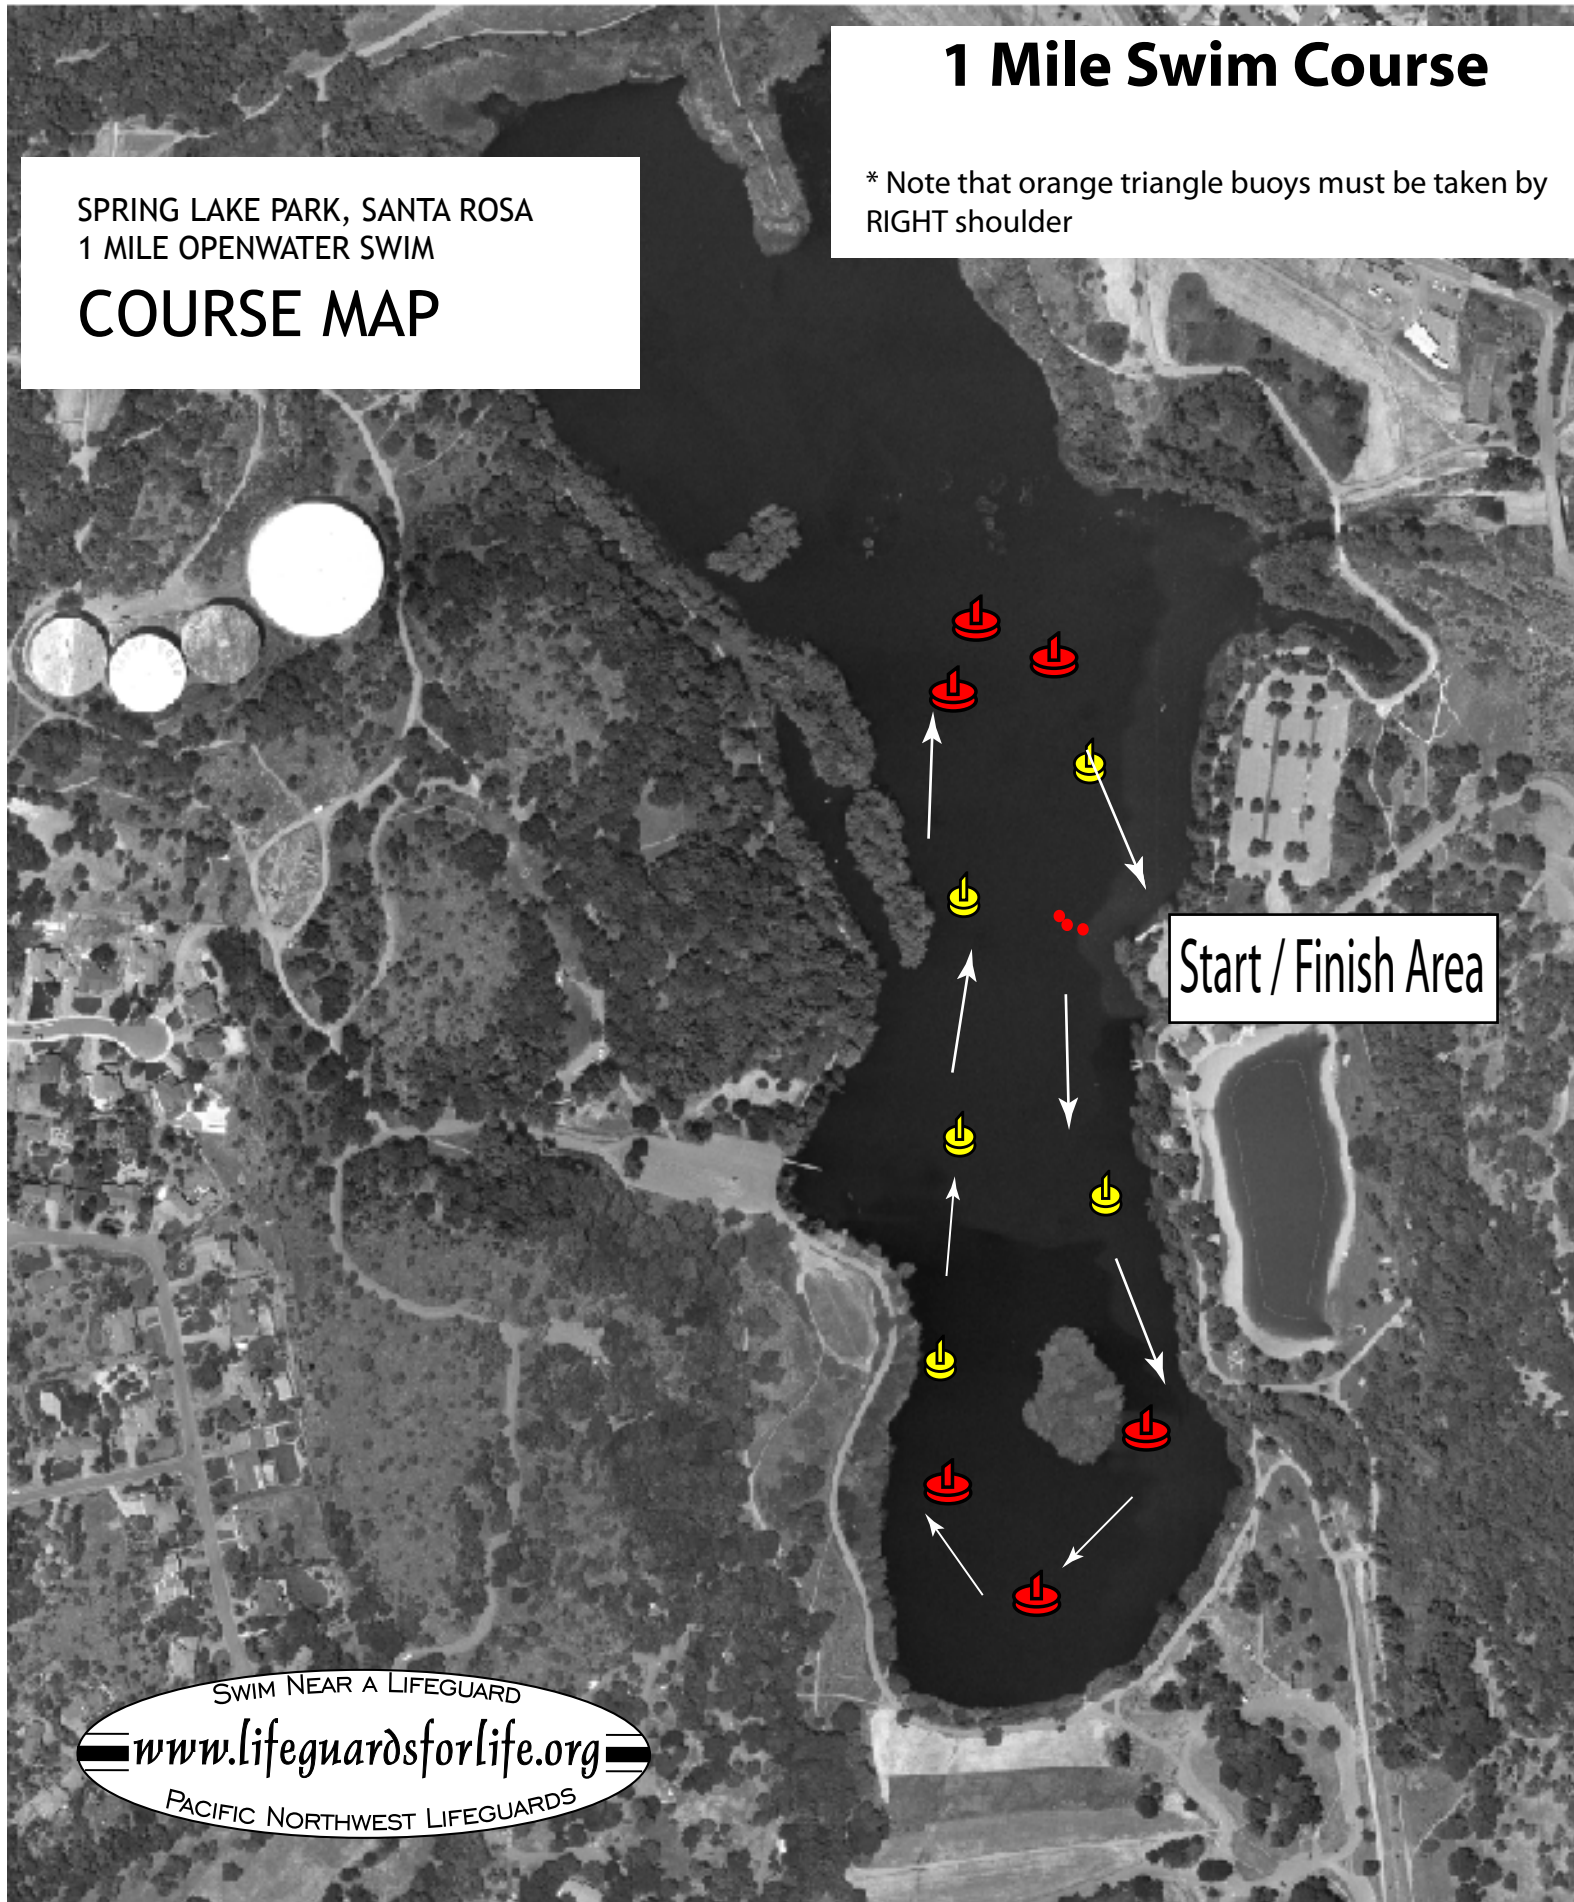 1 Mile Swim Course
* Note that orange triangle buoys must be taken by
RIGHT shoulder
SPRING LAKE PARK, SANTA ROSA
1 MILE OPENWATER SWIM
COURSE MAP
Start / Finish Area
SWIM NEAR A LIFEGUARD
www.lifeguardsforlife.org
PACIFIC NORTHWEST LIFEGUARDS